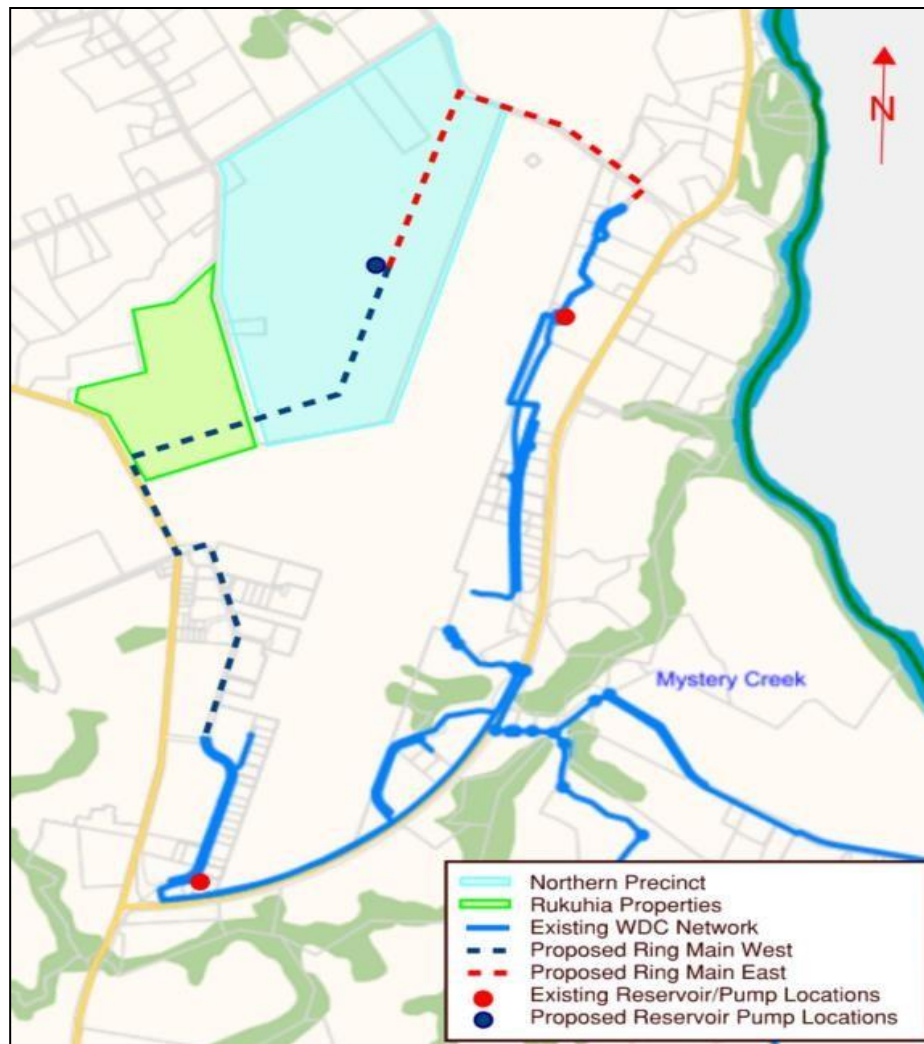 N
Mystery Creek
Northern Precinct
Rukuhia Properties
Existing WDC Network
Proposed Ring Main West
Proposed Ring Main East
Existing Reservoir/Pump Locations
Proposed Reservoir Pump Locations